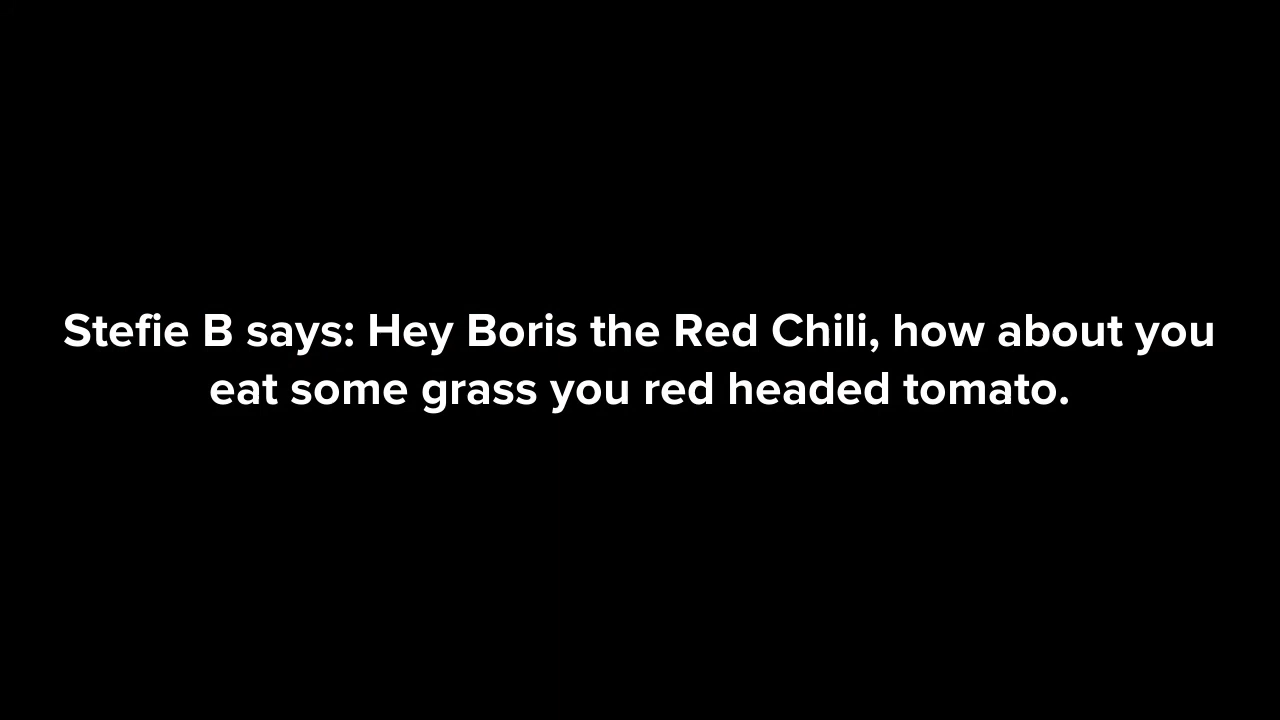 Stefie B says: Hey Boris the Red Chili, how about you
eat some grass you red headed tomato.